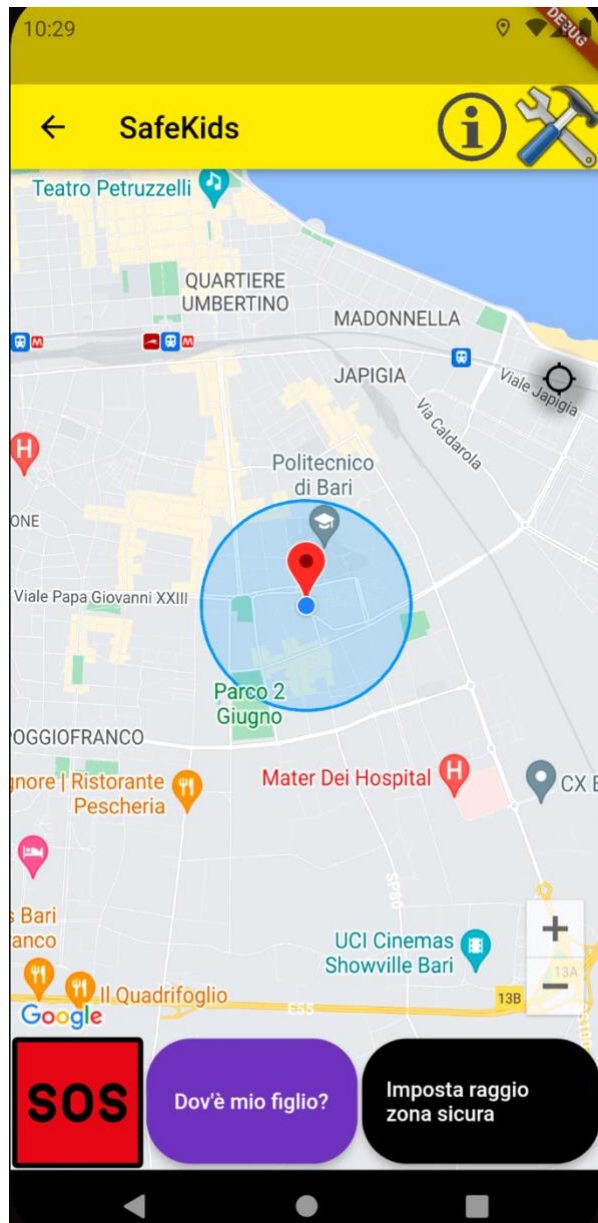 10:29
DEBUG
SafeKids
Teatro Petruzzelli
QUARTIERE
UMBERTINO
MADONNELLA
M
M
JAPIGIA
Viale Japigia
Via Caldarola
H
Politecnico
di Bari
ONE
Viale Papa Giovanni XXIII
Parco 2
Giugno
OGGIOFRANCO
gnore | Ristorante
Pescheria
Mater Dei Hospital H
CX
s Bari
anco
SP80
UCI Cinemas
Showville Bari
+
13A
−
13B
Il Quadrifoglio
E55
Google
SOS
Dov'è mio figlio?
Imposta raggio
zona sicura